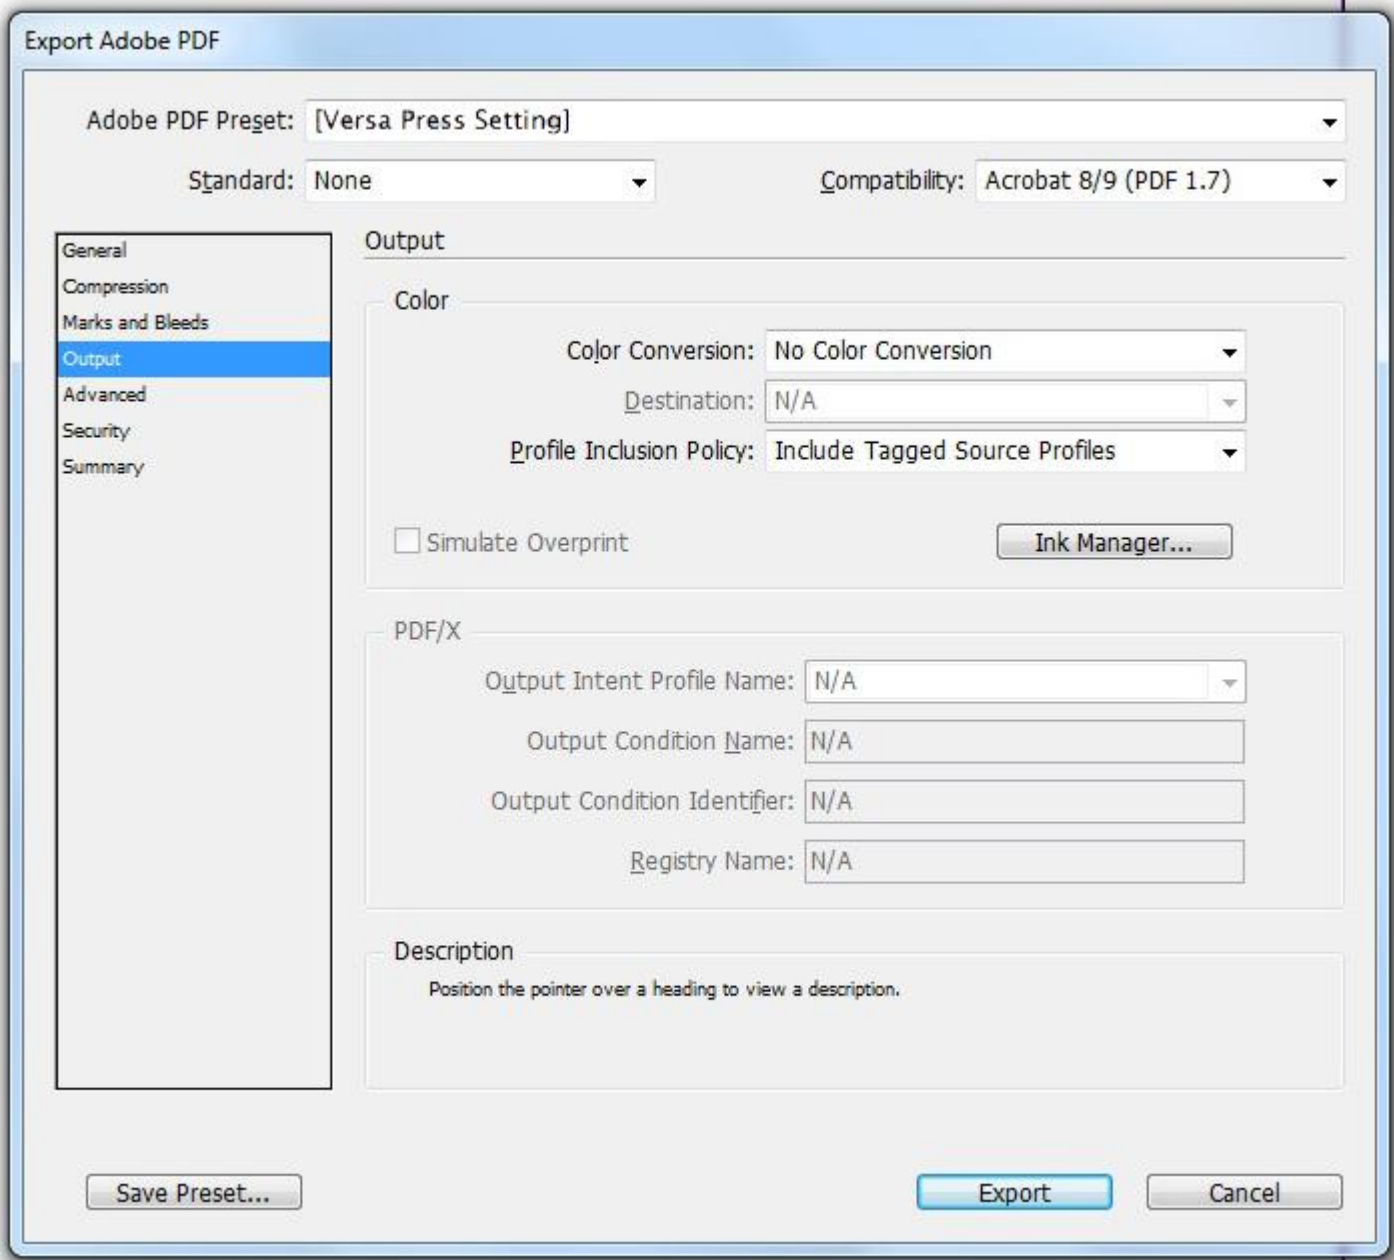 Export Adobe PDF
Adobe PDF Preset: [Versa Press Setting]
Standard: None Compatibility: Acrobat 8/9 (PDF 1.7)
General
Compression
Marks and Bleeds
Output
Advanced
Security
Summary
Output
Color
Color Conversion: No Color Conversion
Destination: N/A
Profile Inclusion Policy: Include Tagged Source Profiles
Simulate Overprint Ink Manager...
PDF/X
Output Intent Profile Name: N/A
Output Condition Name: N/A
Output Condition Identifier: N/A
Registry Name: N/A
Description
Position the pointer over a heading to view a description.
Save Preset... Export Cancel